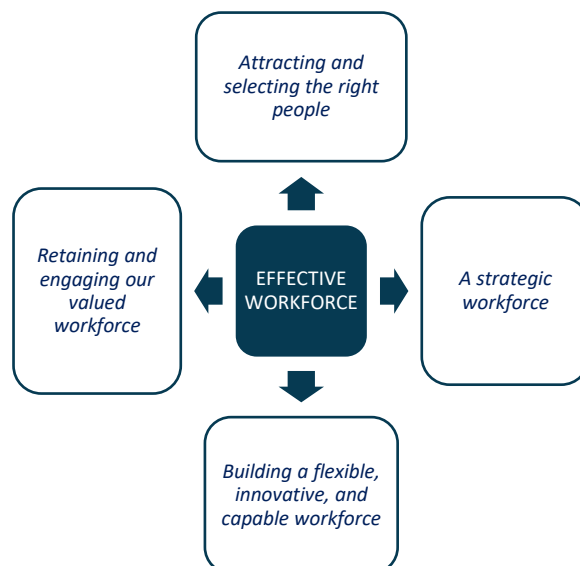 Attracting and
selecting the right
people
Retaining and
engaging our
valued
workforce
EFFECTIVE
WORKFORCE
A strategic
workforce
Building a flexible,
innovative, and
capable workforce